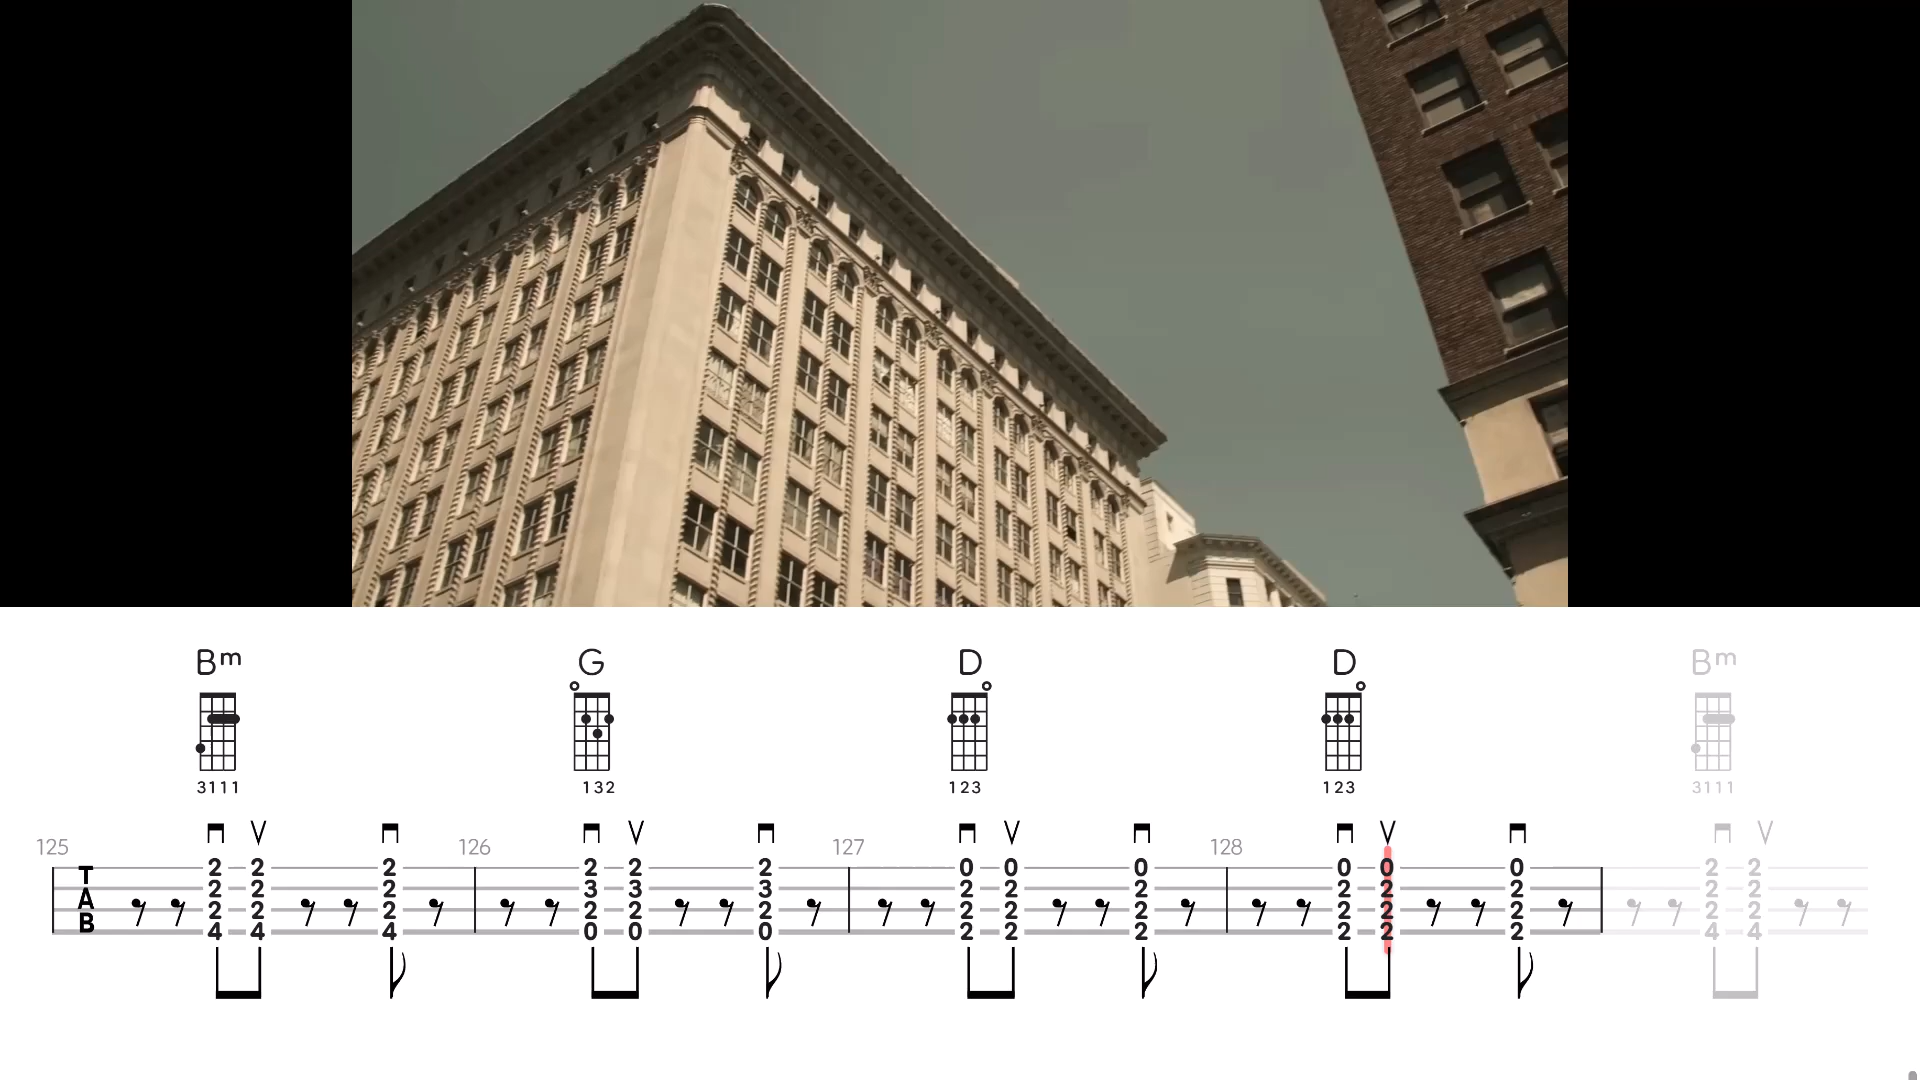 Bm G D D Bm
3111 132 123 123 3111
125 126 127 128
T 2 2 2 2 2 2 0 0 0 0 0 0 2 2
A 2 2 2 3 3 3 2 2 2 2 2 2 2 2
B 2 2 2 2 2 2 2 2 2 2 2 2 2 2
4 4 4 0 0 0 2 2 2 2 2 2 4 4